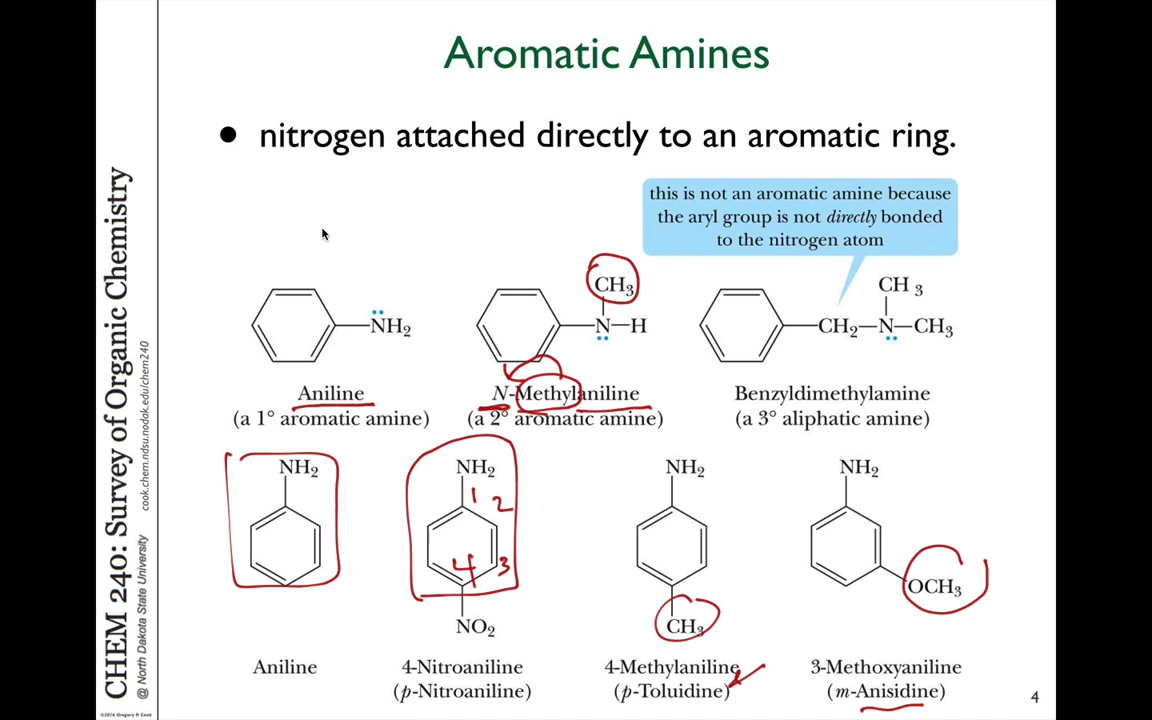 Aromatic Amines
• nitrogen attached directly to an aromatic ring.
this is not an aromatic amine because
the aryl group is not directly bonded
to the nitrogen atom
NH₂
CH₃
N—H
CH₃
CH₂—N—CH₃
Aniline
(a 1° aromatic amine)
N-Methylaniline
(a 2° aromatic amine)
Benzyldimethylamine
(a 3° aliphatic amine)
NH₂
NH₂
1
2
3
4
NO₂
NH₂
CH₃
NH₂
OCH₃
Aniline
4-Nitroaniline
(p-Nitroaniline)
4-Methylaniline
(p-Toluidine)
3-Methoxyaniline
(m-Anisidine)
4
CHEM 240: Survey of Organic Chemistry
@ North Dakota State University
cook.chem.ndsu.nodak.edu/chem240
©2016 Gregory R. Cook